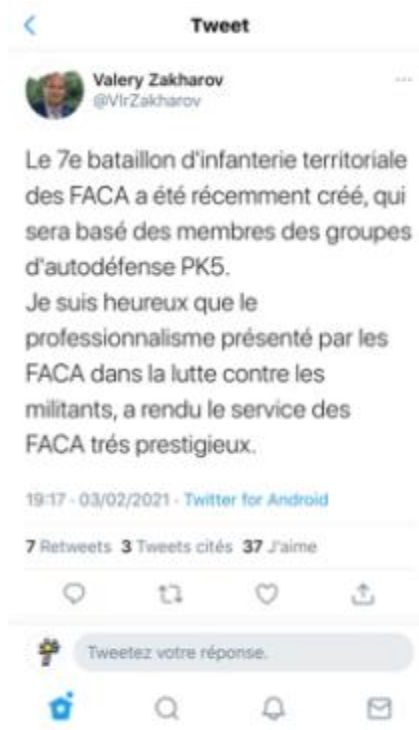 Tweet
Valery Zakharov
@VlrZakharov
Le 7e bataillon d'infanterie territoriale
des FACA a été récemment créé, qui
sera basé des membres des groupes
d'autodéfense PK5.
Je suis heureux que le
professionnalisme présenté par les
FACA dans la lutte contre les
militants, a rendu le service des
FACA trés prestigieux.
19:17 · 03/02/2021 · Twitter for Android
7 Retweets 3 Tweets cités 37 J'aime
Tweetez votre réponse.